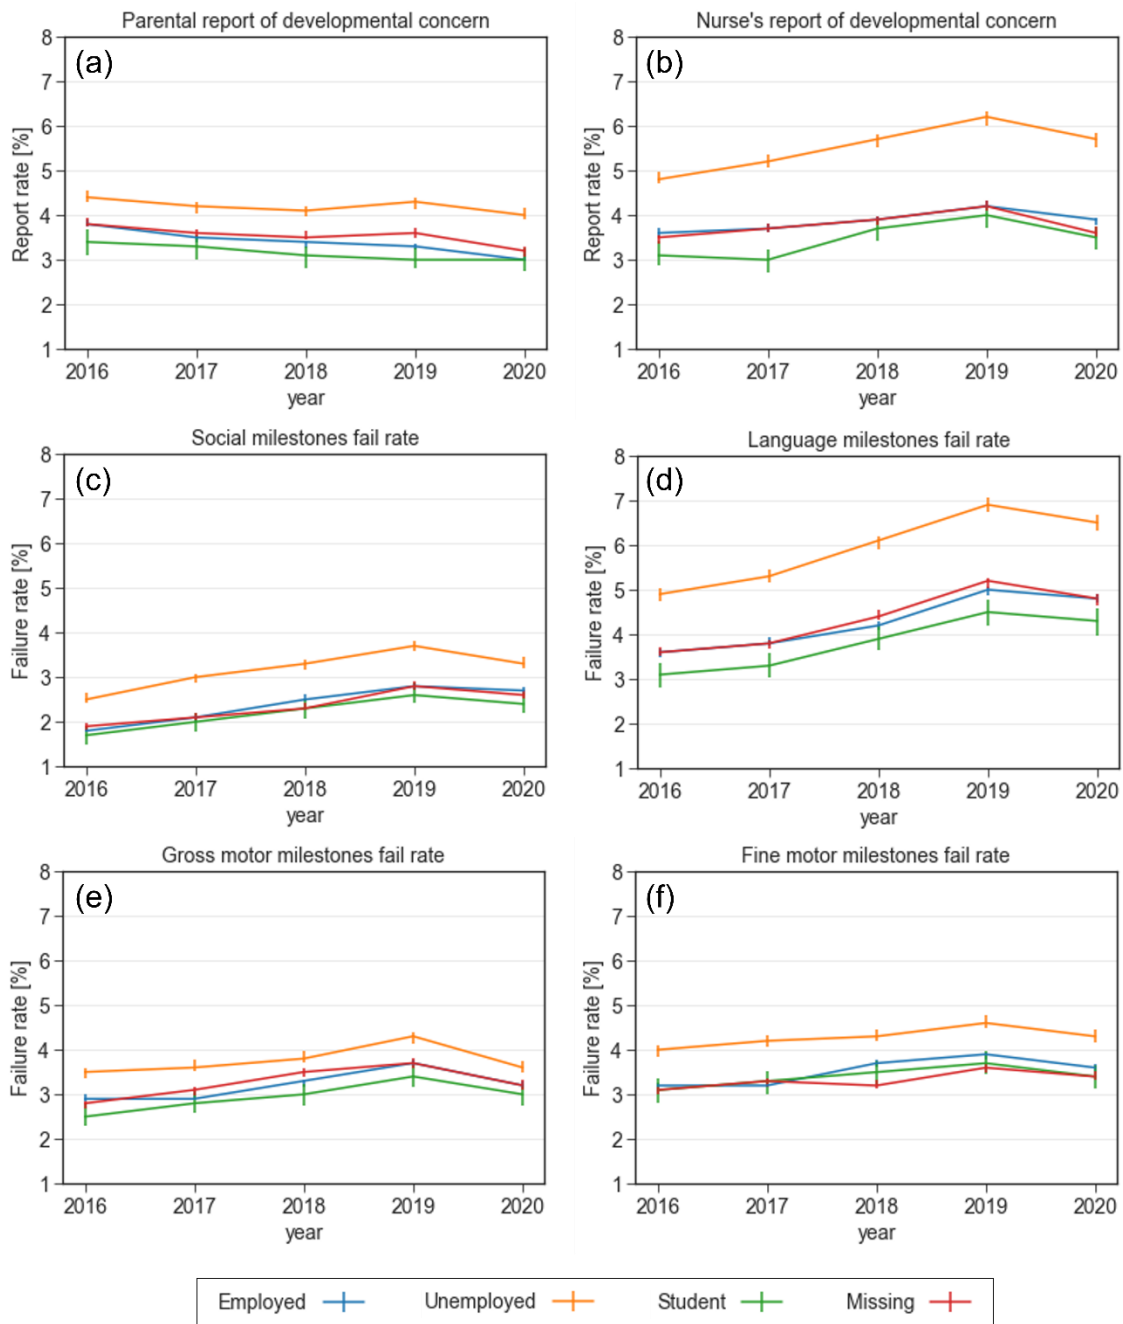 Parental report of developmental concern
(a)
Report rate [%]
8
7
6
5
4
3
2
1
2016 2017 2018 2019 2020
year
Nurse's report of developmental concern
(b)
Report rate [%]
8
7
6
5
4
3
2
1
2016 2017 2018 2019 2020
year
Social milestones fail rate
(c)
Failure rate [%]
8
7
6
5
4
3
2
1
2016 2017 2018 2019 2020
year
Language milestones fail rate
(d)
Failure rate [%]
8
7
6
5
4
3
2
1
2016 2017 2018 2019 2020
year
Gross motor milestones fail rate
(e)
Failure rate [%]
8
7
6
5
4
3
2
1
2016 2017 2018 2019 2020
year
Fine motor milestones fail rate
(f)
Failure rate [%]
8
7
6
5
4
3
2
1
2016 2017 2018 2019 2020
year
Employed Unemployed Student Missing